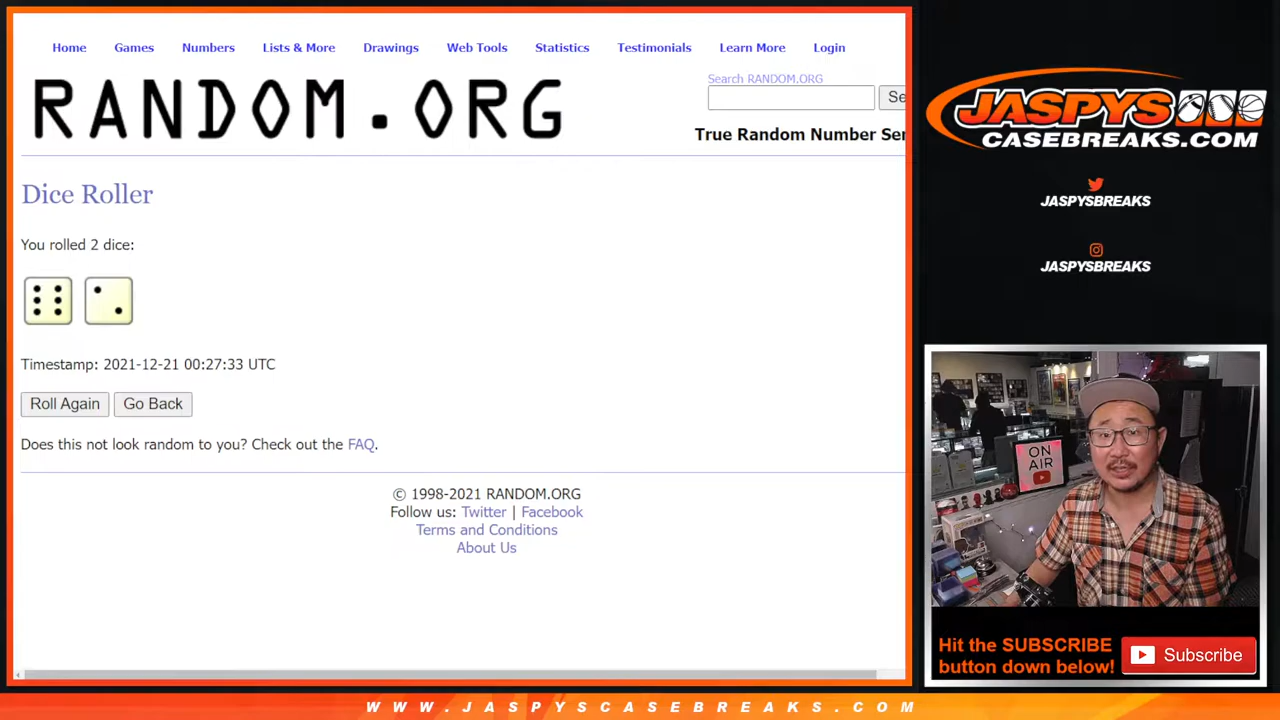 Home Games Numbers Lists & More Drawings Web Tools Statistics Testimonials Learn More Login
RANDOM.ORG
Search RANDOM.ORG
Se
True Random Number Ser
Dice Roller
You rolled 2 dice:
Timestamp: 2021-12-21 00:27:33 UTC
Roll Again Go Back
Does this not look random to you? Check out the FAQ.
© 1998-2021 RANDOM.ORG
Follow us: Twitter | Facebook
Terms and Conditions
About Us
JASPYS
CASEBREAKS.COM
JASPYSBREAKS
JASPYSBREAKS
ON
AIR
Hit the SUBSCRIBE
button down below!
Subscribe
WWW.JASPYSCASEBREAKS.COM